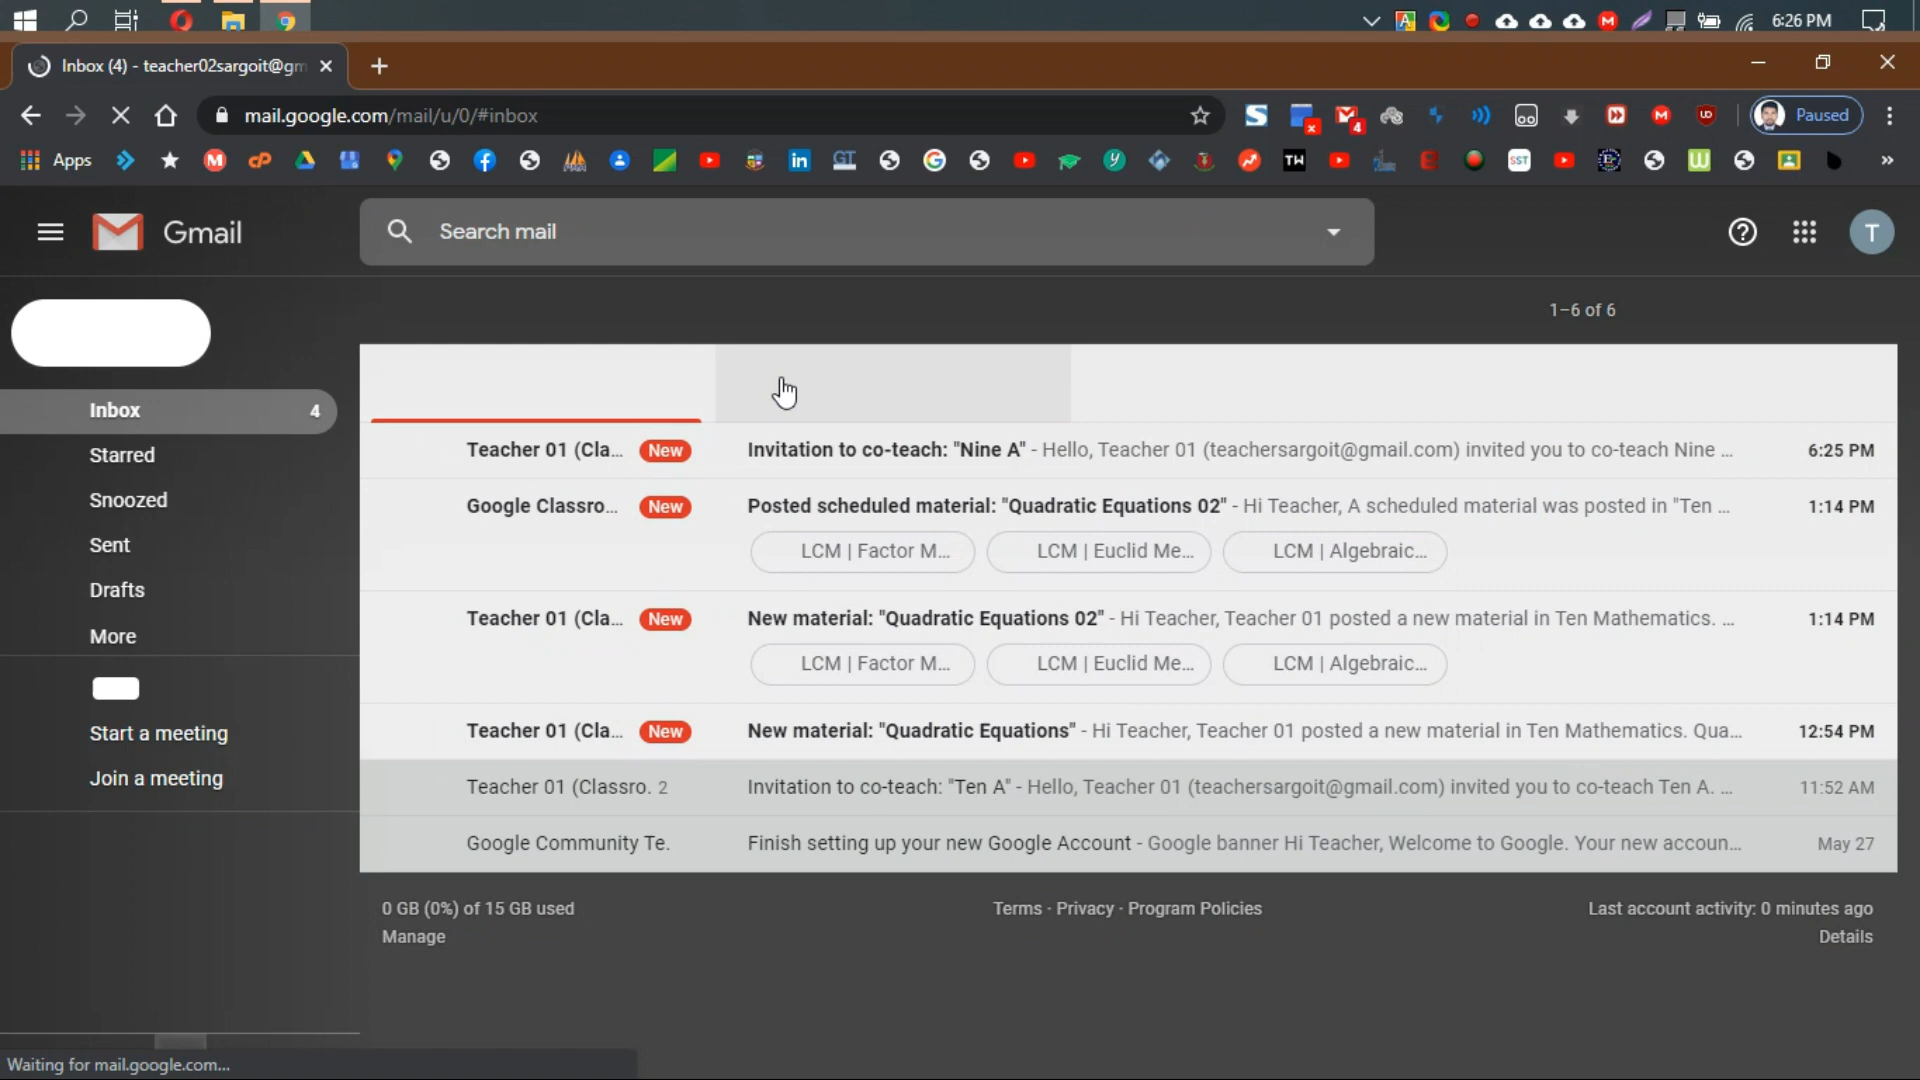 6:26 PM
Inbox (4) - teacher02sargoit@gm
mail.google.com/mail/u/0/#inbox
4
Paused
Apps
Gmail
Search mail
T
1–6 of 6
Inbox 4
Starred
Snoozed
Sent
Drafts
More
Start a meeting
Join a meeting
Teacher 01 (Cla... New Invitation to co-teach: "Nine A" - Hello, Teacher 01 (teachersargoit@gmail.com) invited you to co-teach Nine ... 6:25 PM
Google Classro... New Posted scheduled material: "Quadratic Equations 02" - Hi Teacher, A scheduled material was posted in "Ten ... 1:14 PM
LCM | Factor M... LCM | Euclid Me... LCM | Algebraic...
Teacher 01 (Cla... New New material: "Quadratic Equations 02" - Hi Teacher, Teacher 01 posted a new material in Ten Mathematics. ... 1:14 PM
LCM | Factor M... LCM | Euclid Me... LCM | Algebraic...
Teacher 01 (Cla... New New material: "Quadratic Equations" - Hi Teacher, Teacher 01 posted a new material in Ten Mathematics. Qua... 12:54 PM
Teacher 01 (Classro. 2 Invitation to co-teach: "Ten A" - Hello, Teacher 01 (teachersargoit@gmail.com) invited you to co-teach Ten A. ... 11:52 AM
Google Community Te. Finish setting up your new Google Account - Google banner Hi Teacher, Welcome to Google. Your new accoun... May 27
0 GB (0%) of 15 GB used
Manage
Terms · Privacy · Program Policies
Last account activity: 0 minutes ago
Details
Waiting for mail.google.com...